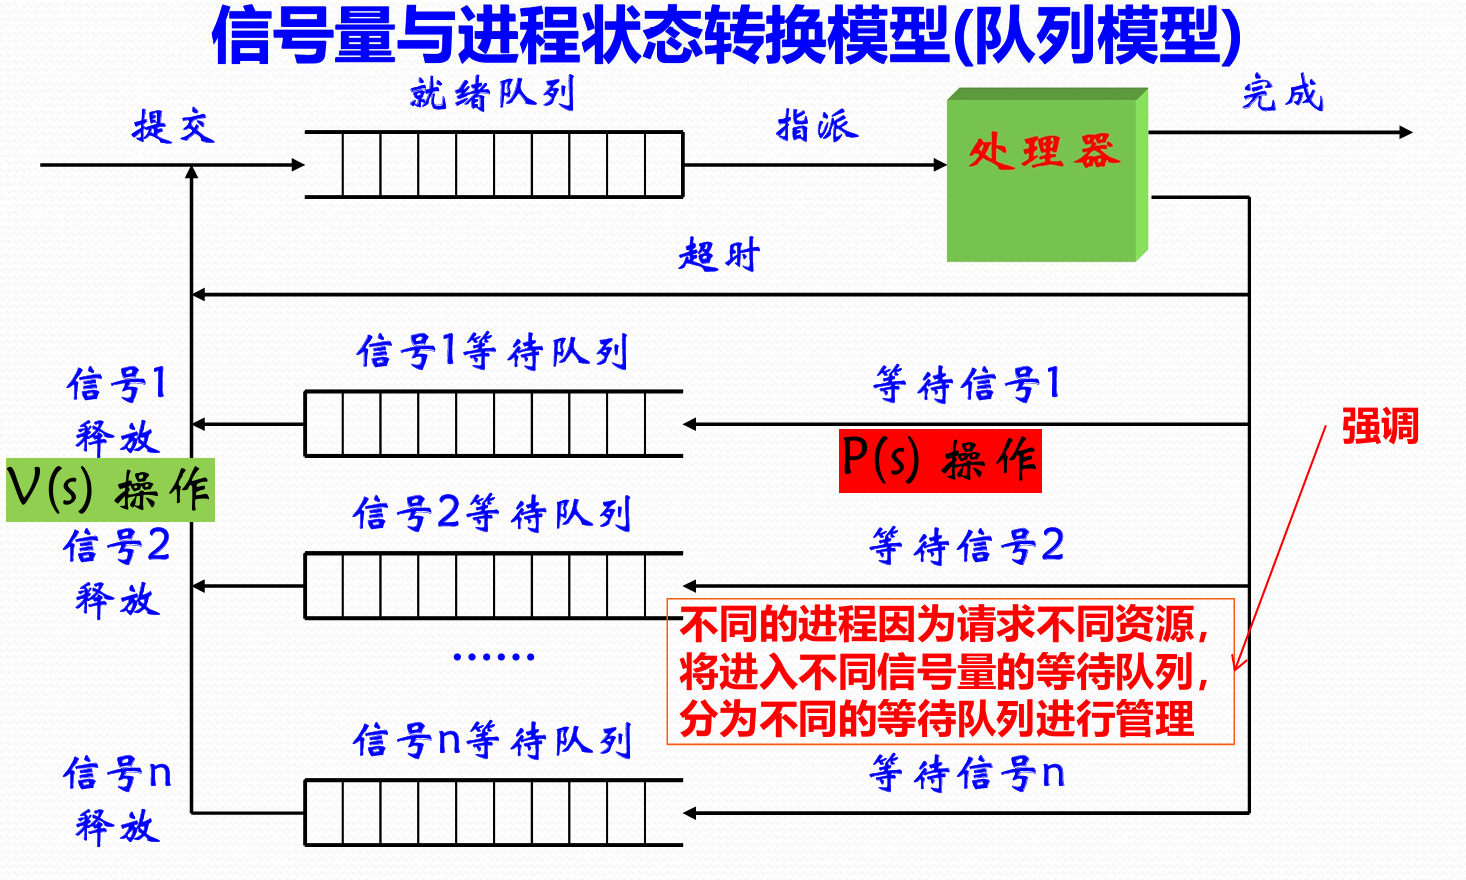 信号量与进程状态转换模型(队列模型)
就绪队列
提交
指派
完成
处理器
超时
信号1等待队列
信号1
释放
等待信号1
强调
V(s) 操作
P(s) 操作
信号2等待队列
信号2
释放
等待信号2
不同的进程因为请求不同资源，
将进入不同信号量的等待队列，
分为不同的等待队列进行管理
……
信号n等待队列
信号n
释放
等待信号n